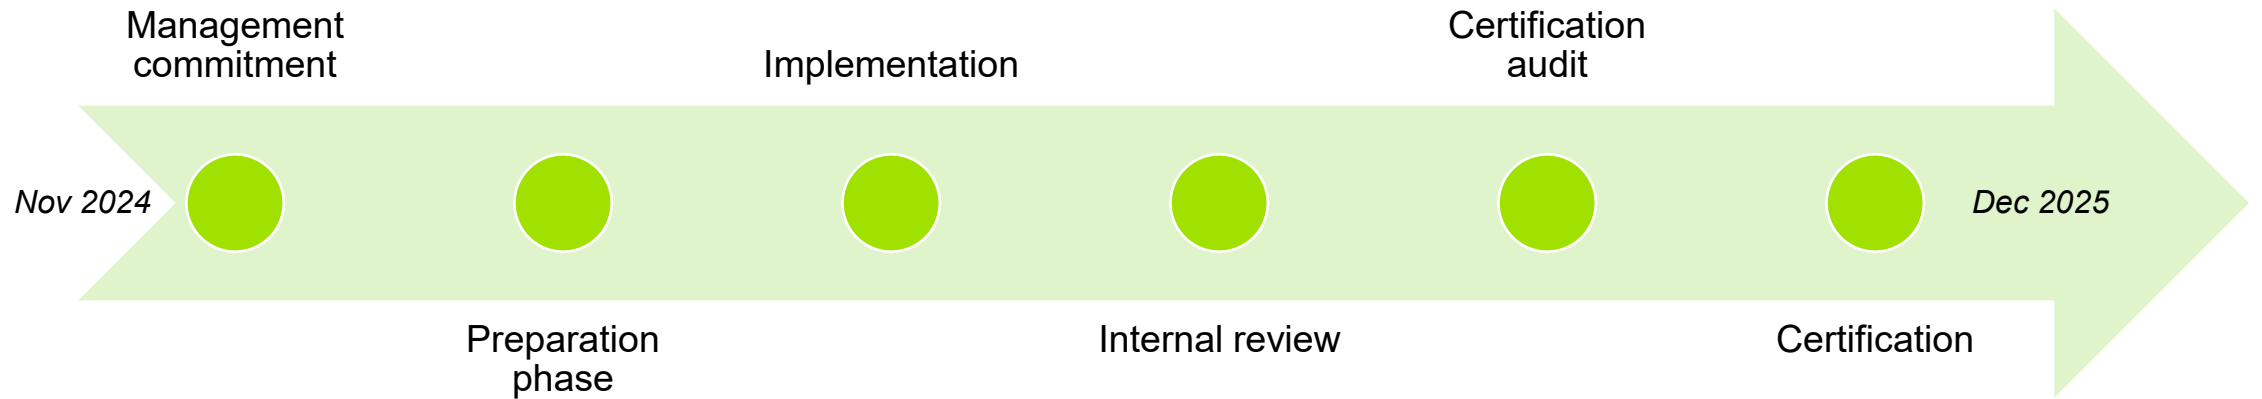 Management
commitment
Implementation
Certification
audit
Nov 2024
Dec 2025
Preparation
phase
Internal review
Certification